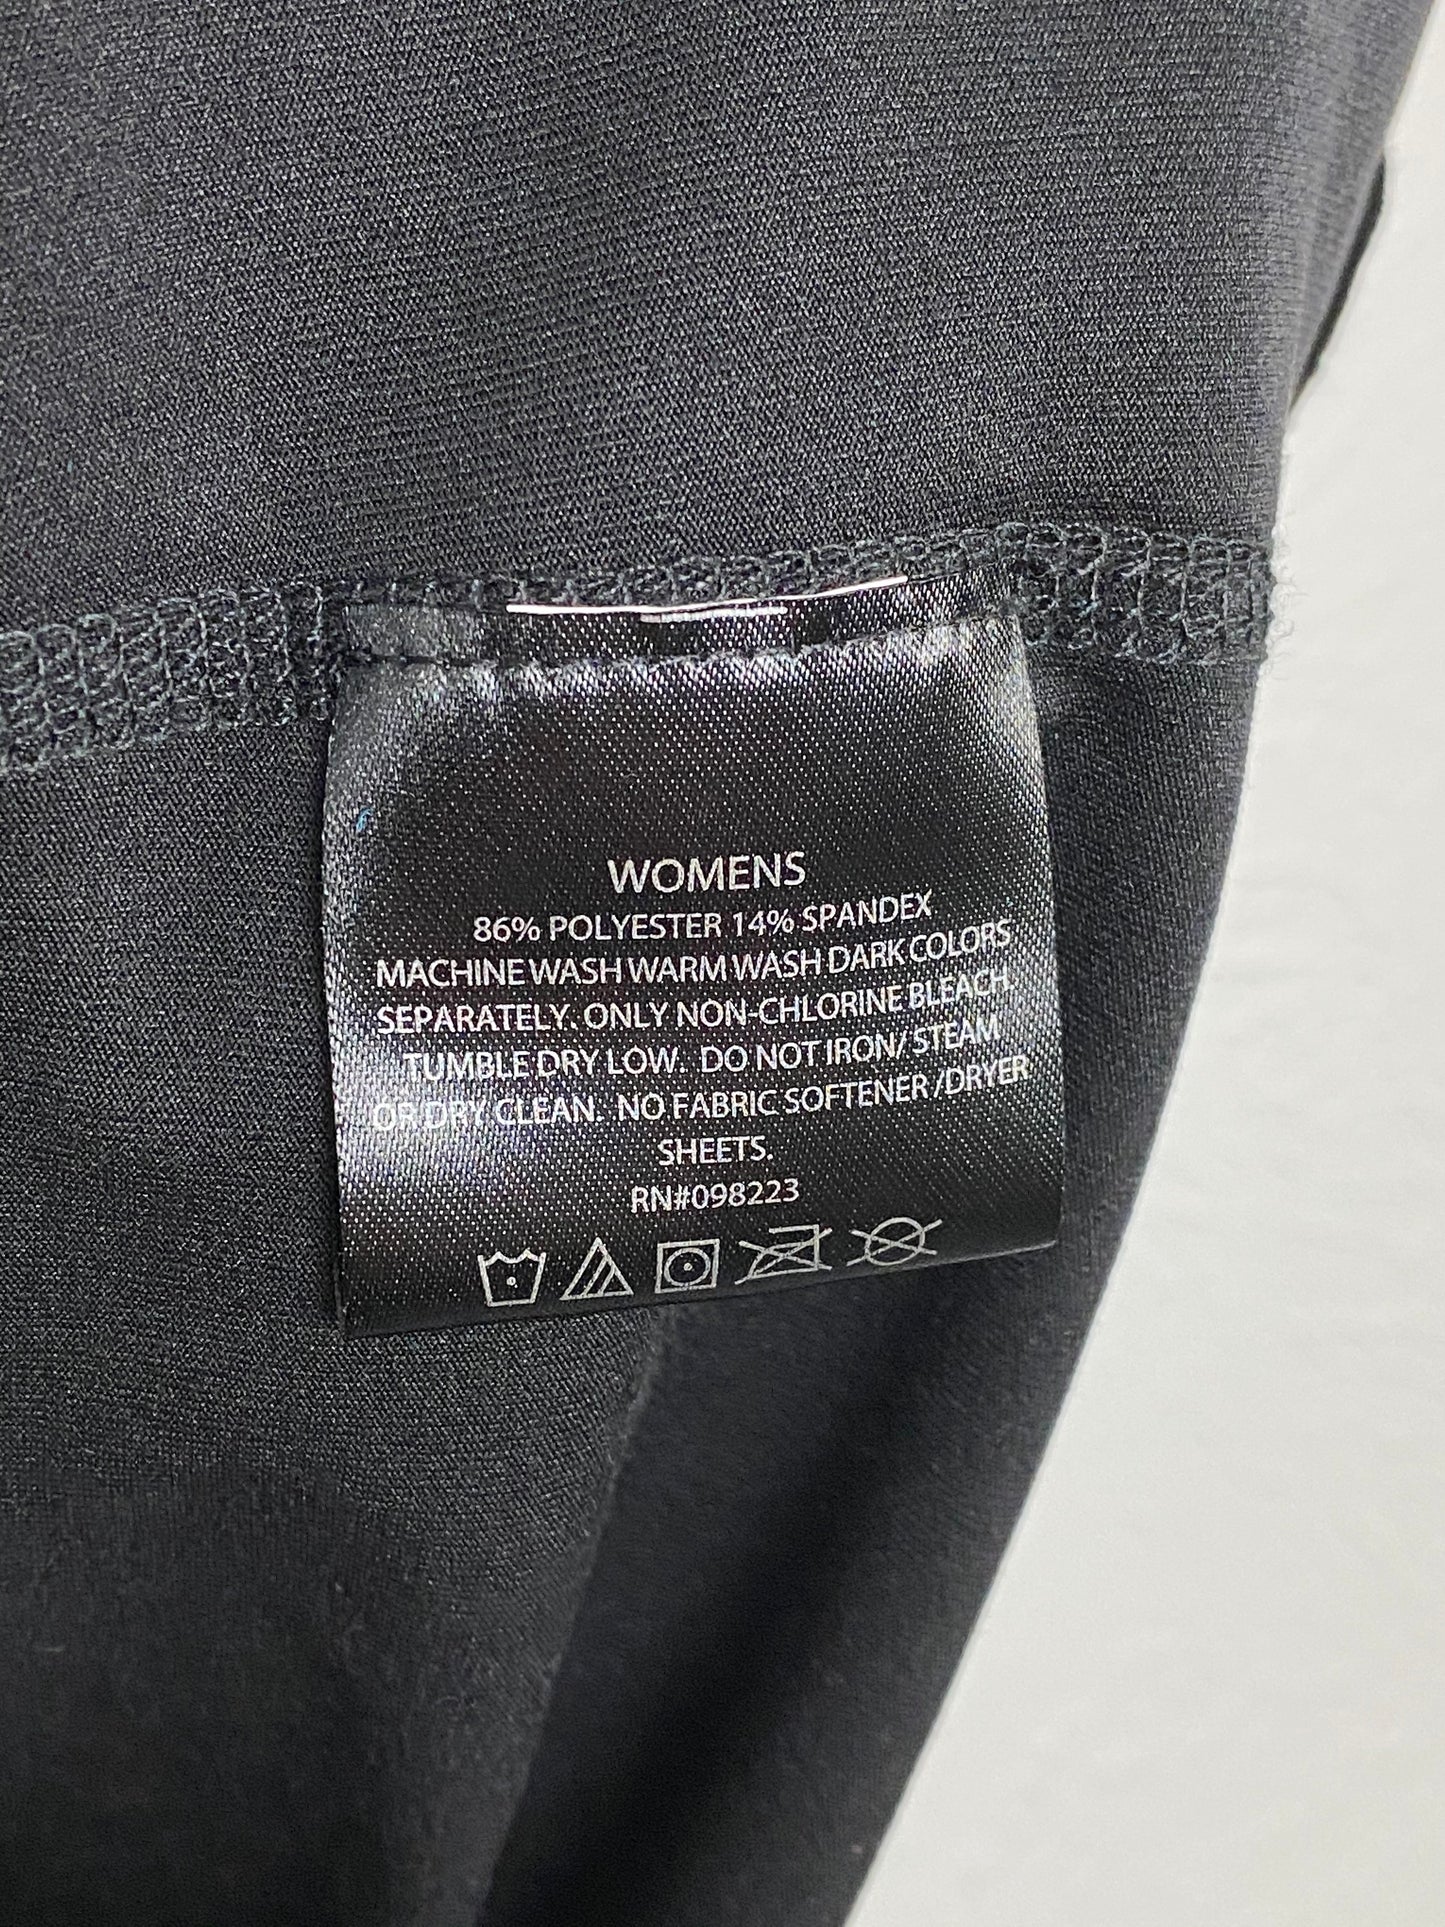 WOMENS
86% POLYESTER 14% SPANDEX
MACHINE WASH WARM WASH DARK COLORS
SEPARATELY. ONLY NON-CHLORINE BLEACH
TUMBLE DRY LOW. DO NOT IRON/ STEAM
OR DRY CLEAN. NO FABRIC SOFTENER /DRYER
SHEETS.
RN#098223